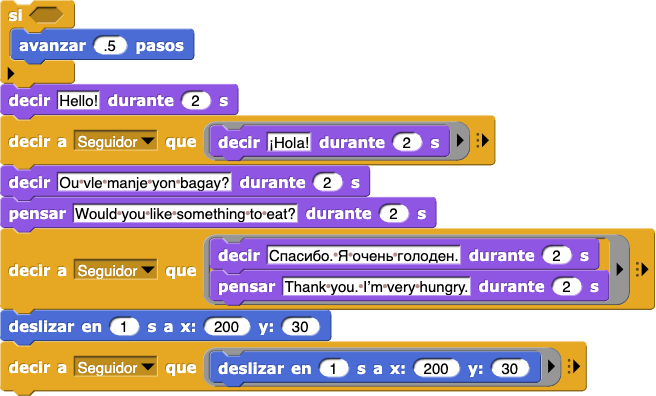 si
avanzar .5 pasos
decir Hello! durante 2 s
decir a Seguidor que decir ¡Hola! durante 2 s
decir Ou vle manje yon bagay? durante 2 s
pensar Would you like something to eat? durante 2 s
decir a Seguidor que decir Спасибо. Я очень голоден. durante 2 s
pensar Thank you. I'm very hungry. durante 2 s
deslizar en 1 s a x: 200 y: 30
decir a Seguidor que deslizar en 1 s a x: 200 y: 30